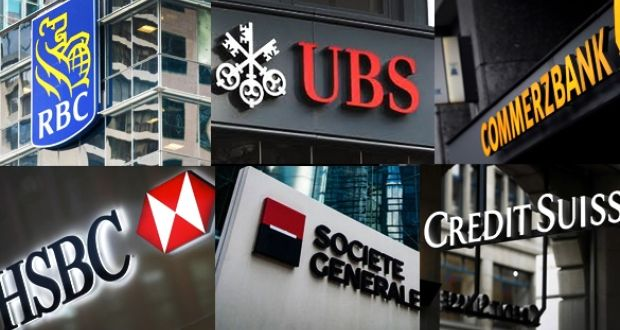 RBC
UBS
COMMERZBANK
HSBC
SOCIETE
GENERALE
CREDIT SUISS